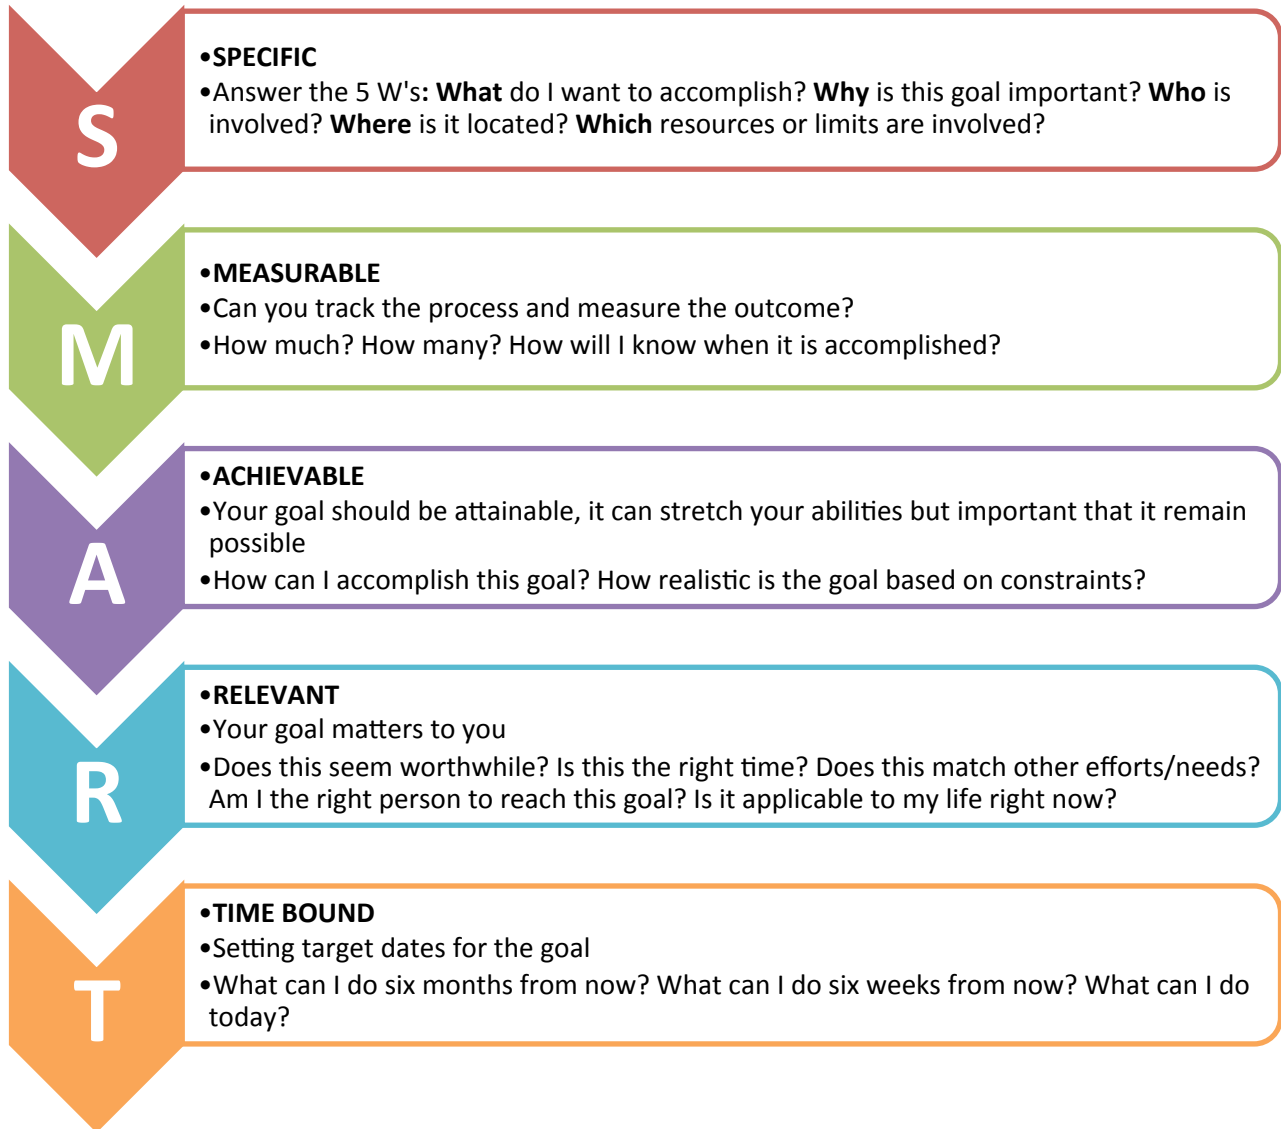 S
•SPECIFIC
•Answer the 5 W's: What do I want to accomplish? Why is this goal important? Who is
involved? Where is it located? Which resources or limits are involved?
M
•MEASURABLE
•Can you track the process and measure the outcome?
•How much? How many? How will I know when it is accomplished?
A
•ACHIEVABLE
•Your goal should be attainable, it can stretch your abilities but important that it remain
possible
•How can I accomplish this goal? How realistic is the goal based on constraints?
R
•RELEVANT
•Your goal matters to you
•Does this seem worthwhile? Is this the right time? Does this match other efforts/needs?
Am I the right person to reach this goal? Is it applicable to my life right now?
T
•TIME BOUND
•Setting target dates for the goal
•What can I do six months from now? What can I do six weeks from now? What can I do
today?